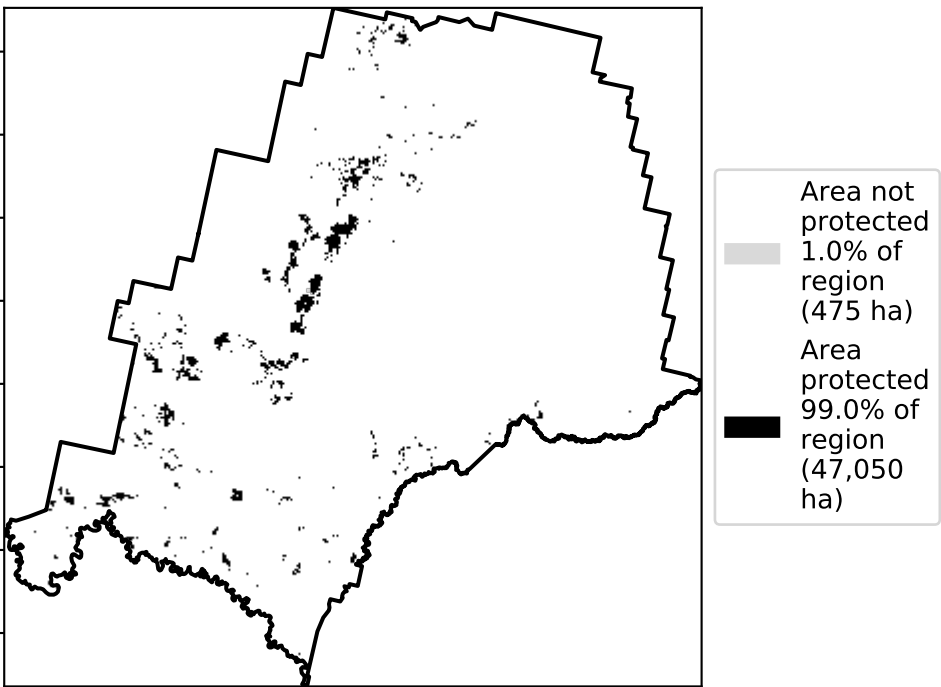 Area not
protected
1.0% of
region
(475 ha)
Area
protected
99.0% of
region
(47,050
ha)